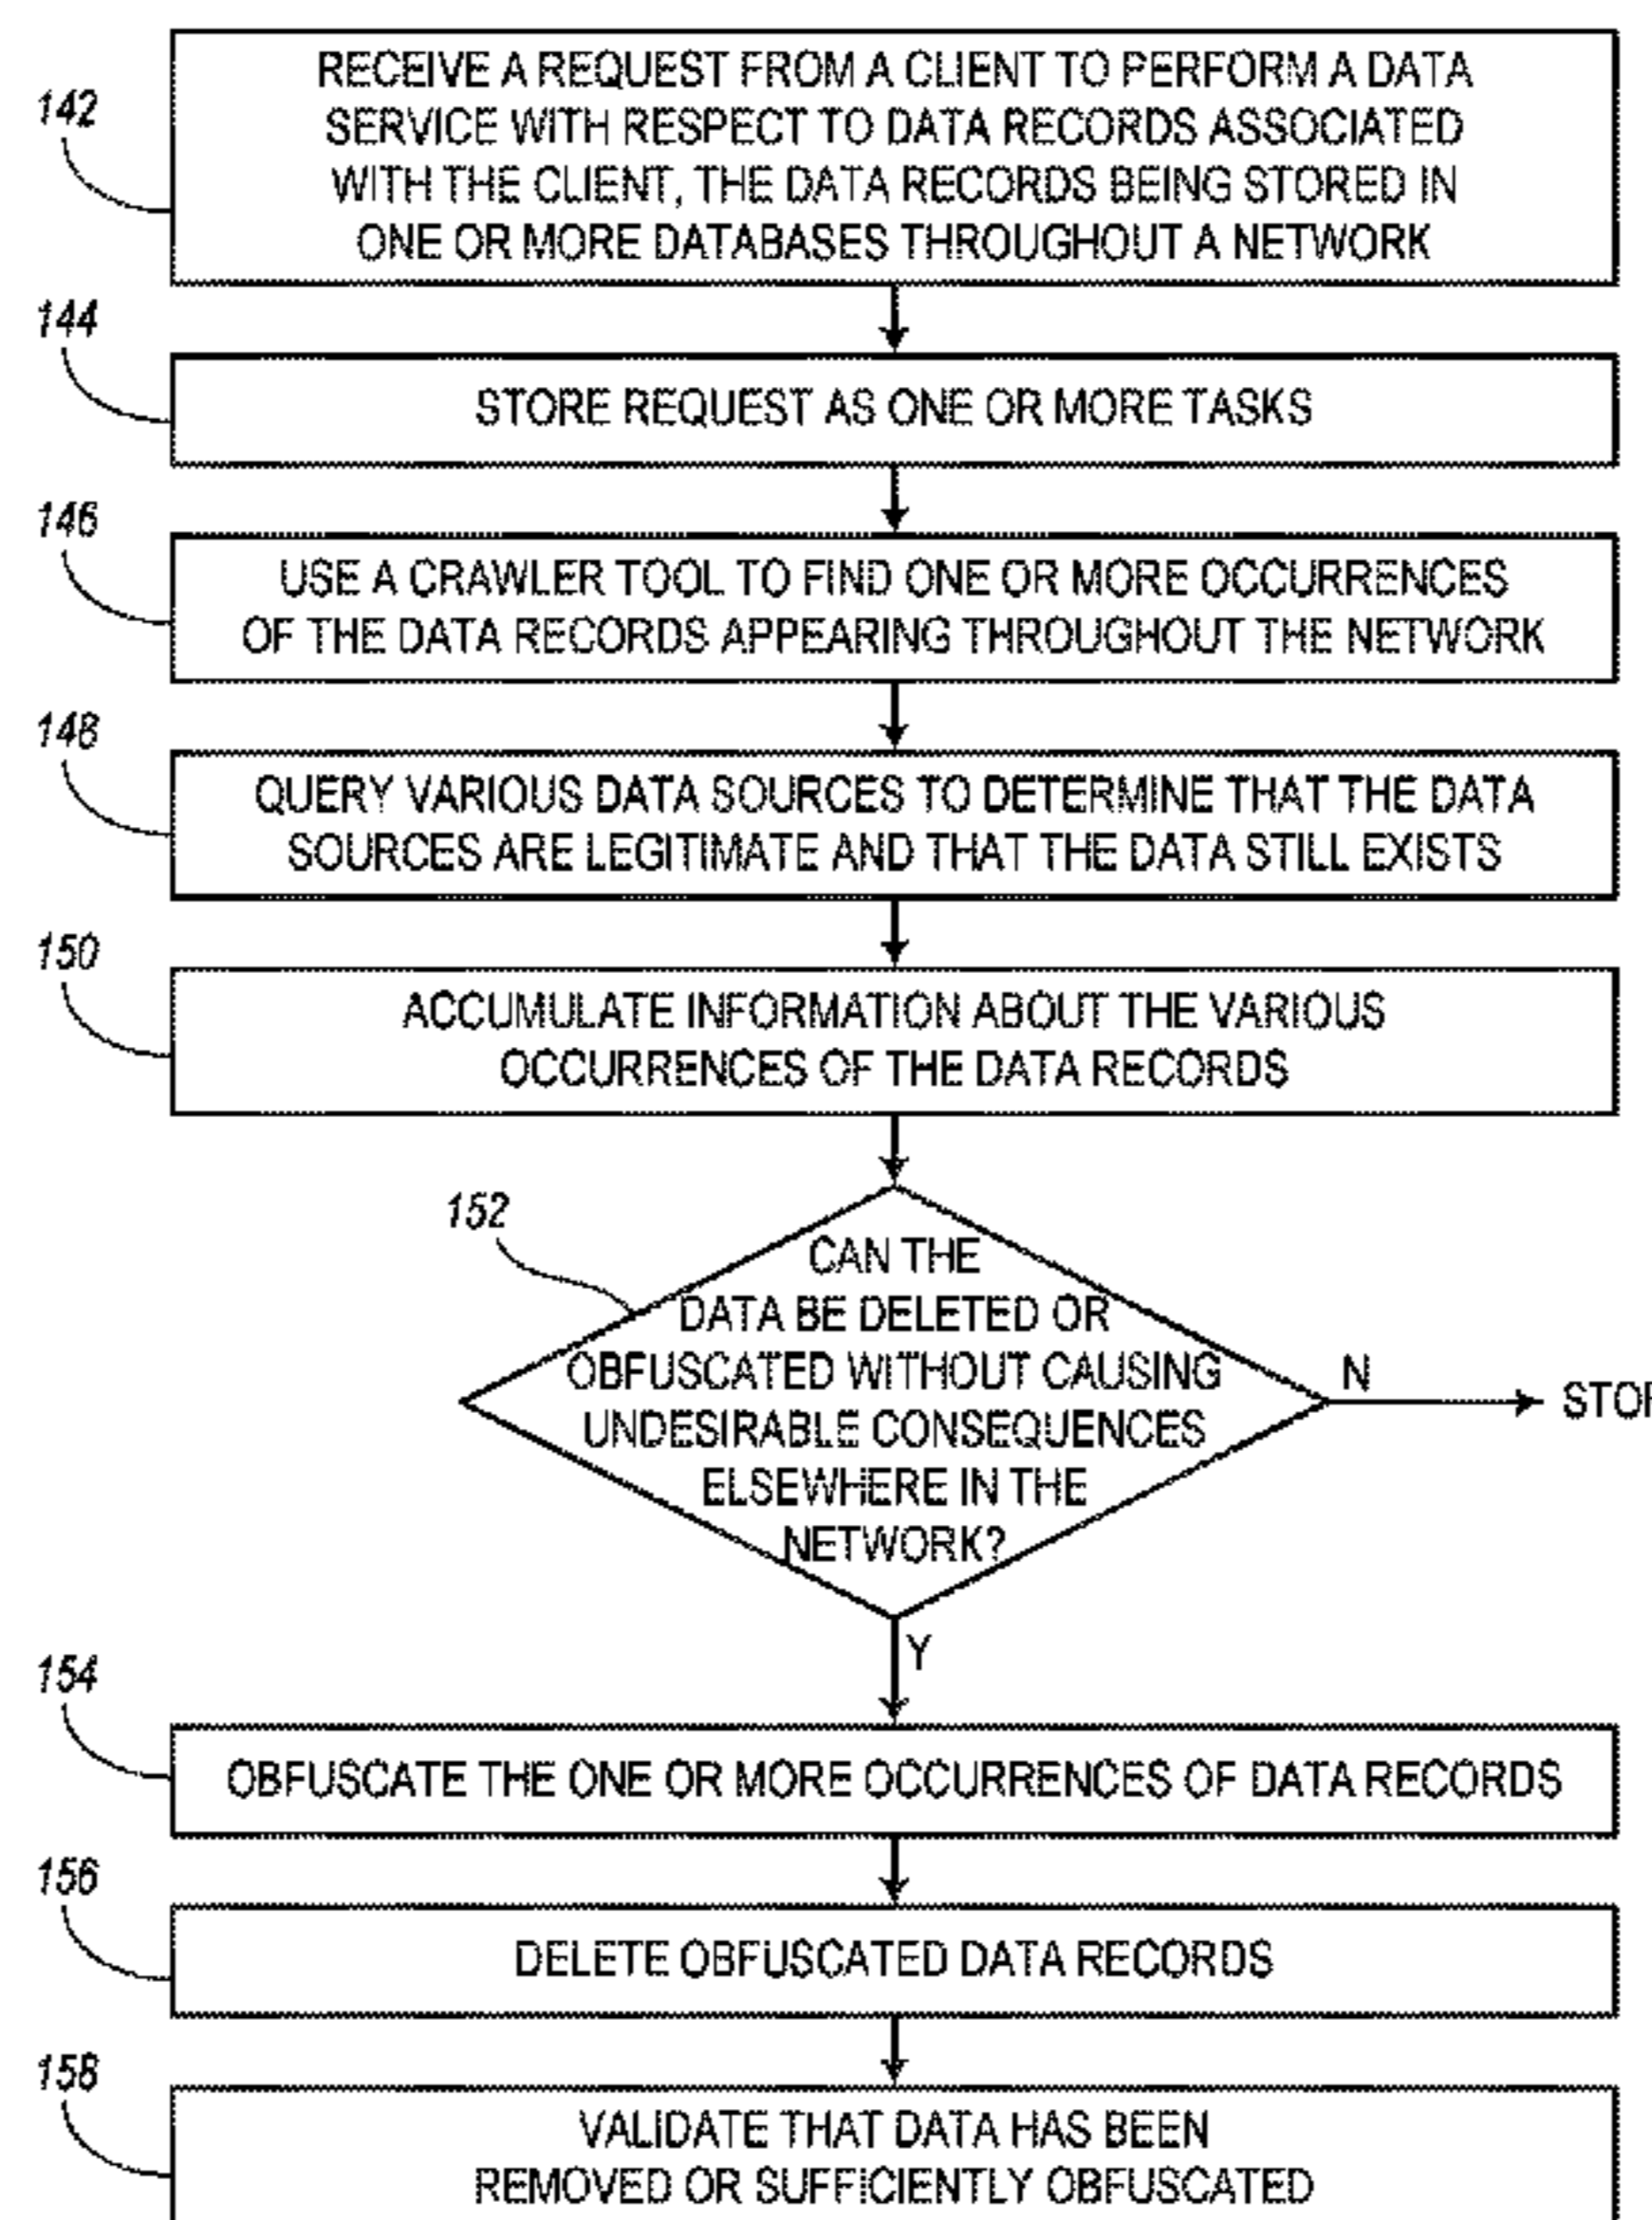 142
RECEIVE A REQUEST FROM A CLIENT TO PERFORM A DATA
SERVICE WITH RESPECT TO DATA RECORDS ASSOCIATED
WITH THE CLIENT, THE DATA RECORDS BEING STORED IN
ONE OR MORE DATABASES THROUGHOUT A NETWORK
144
STORE REQUEST AS ONE OR MORE TASKS
146
USE A CRAWLER TOOL TO FIND ONE OR MORE OCCURRENCES
OF THE DATA RECORDS APPEARING THROUGHOUT THE NETWORK
148
QUERY VARIOUS DATA SOURCES TO DETERMINE THAT THE DATA
SOURCES ARE LEGITIMATE AND THAT THE DATA STILL EXISTS
150
ACCUMULATE INFORMATION ABOUT THE VARIOUS
OCCURRENCES OF THE DATA RECORDS
152
CAN THE
DATA BE DELETED OR
OBFUSCATED WITHOUT CAUSING
UNDESIRABLE CONSEQUENCES
ELSEWHERE IN THE
NETWORK?
N
Y
154
OBFUSCATE THE ONE OR MORE OCCURRENCES OF DATA RECORDS
156
DELETE OBFUSCATED DATA RECORDS
158
VALIDATE THAT DATA HAS BEEN
REMOVED OR SUFFICIENTLY OBFUSCATED